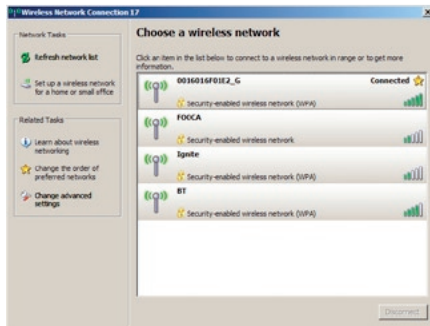 Wireless Network Connection 17
Network Tasks
Refresh network list
Set up a wireless network
for a home or small office
Related Tasks
Learn about wireless
networking
Change the order of
preferred networks
Change advanced
settings
Choose a wireless network
Click an item in the list below to connect to a wireless network in range or to get more
information.
0016016F01E2_G
Connected
Security-enabled wireless network (WPA)
FOCCA
Security-enabled wireless network
Ignite
Security-enabled wireless network (WPA)
BT
Security-enabled wireless network (WPA)
Disconnect